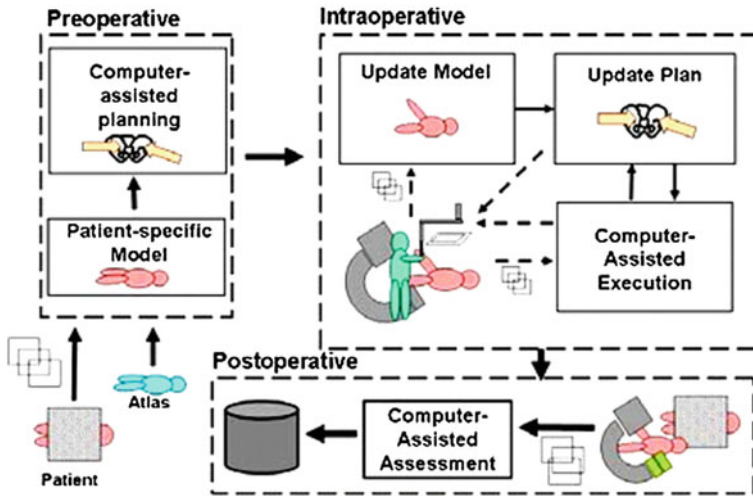 Preoperative
Computer-
assisted
planning
Patient-specific
Model
Atlas
Patient
Intraoperative
Update Model
Update Plan
Computer-
Assisted
Execution
Postoperative
Computer-
Assisted
Assessment